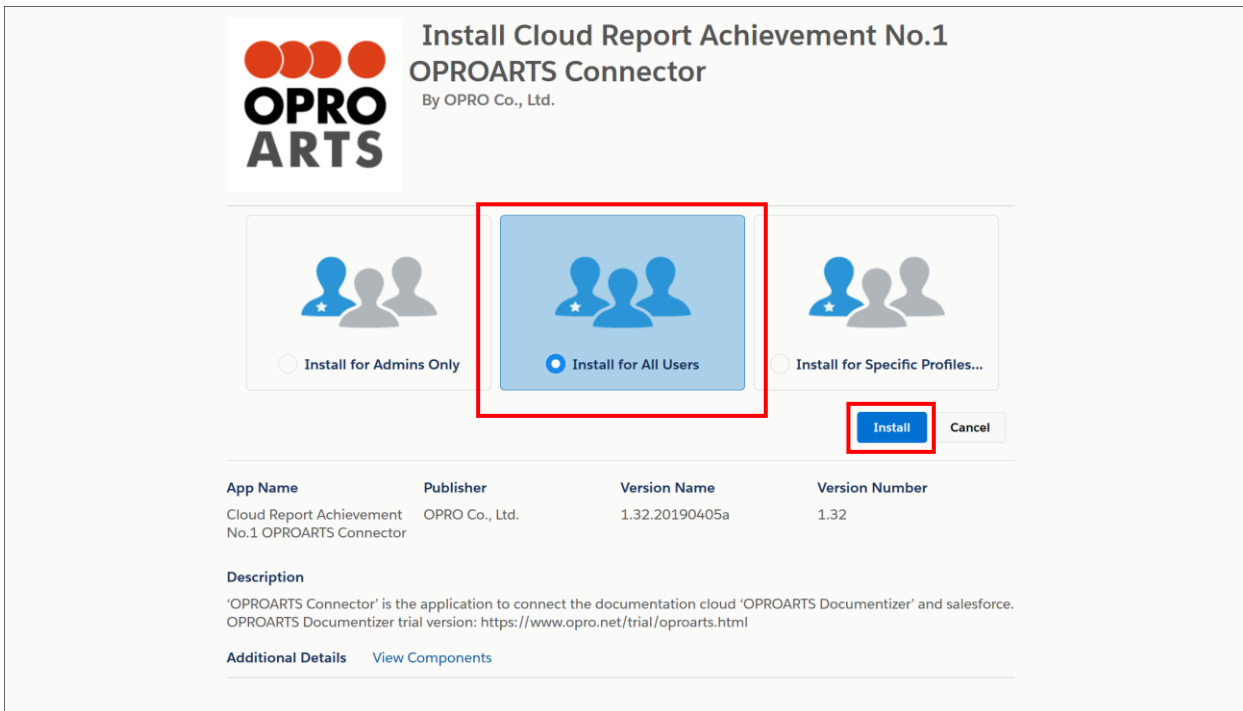 OPRO
ARTS
Install Cloud Report Achievement No.1
OPROARTS Connector
By OPRO Co., Ltd.
Install for Admins Only
Install for All Users
Install for Specific Profiles...
Install
Cancel
App Name
Publisher
Version Name
Version Number
Cloud Report Achievement
No.1 OPROARTS Connector
OPRO Co., Ltd.
1.32.20190405a
1.32
Description
‘OPROARTS Connector’ is the application to connect the documentation cloud ‘OPROARTS Documentizer’ and salesforce.
OPROARTS Documentizer trial version: https://www.opro.net/trial/oproarts.html
Additional Details
View Components